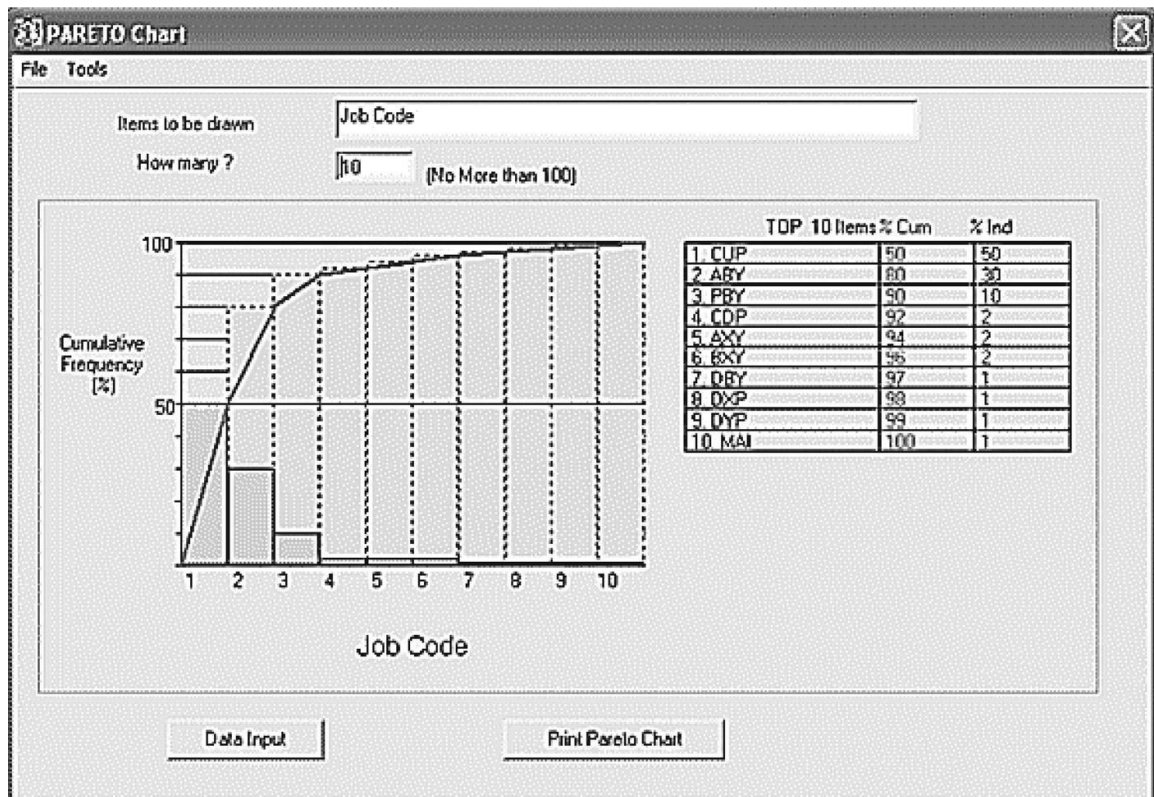 PARETO Chart
File Tools
Items to be drawn
Job Code
How many ?
10
(No More than 100)
100
Cumulative
Frequency
(%)
50
1 2 3 4 5 6 7 8 9 10
Job Code
TOP 10 Items % Cum % Ind
1. CUP 50 50
2. ABY 80 30
3. PBY 90 10
4. CDP 92 2
5. AXY 94 2
6. BXY 96 2
7. DBY 97 1
8. DXP 98 1
9. DYP 99 1
10. MAI 100 1
Data Input
Print Pareto Chart